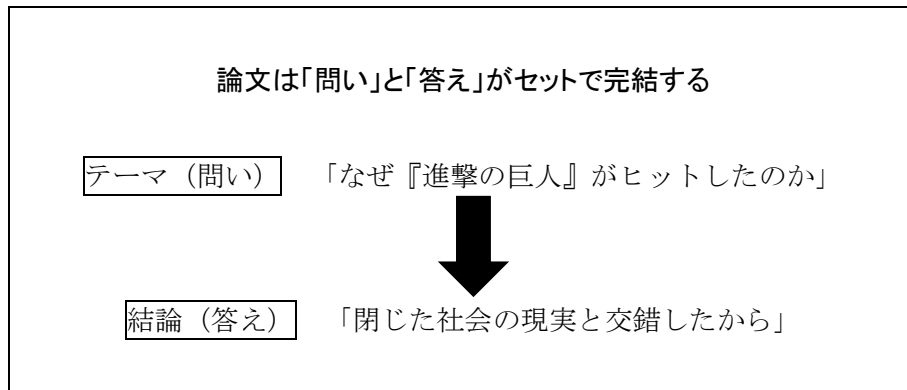 論文は「問い」と「答え」がセットで完結する
テーマ（問い） 「なぜ『進撃の巨人』がヒットしたのか」
結論（答え） 「閉じた社会の現実と交錯したから」